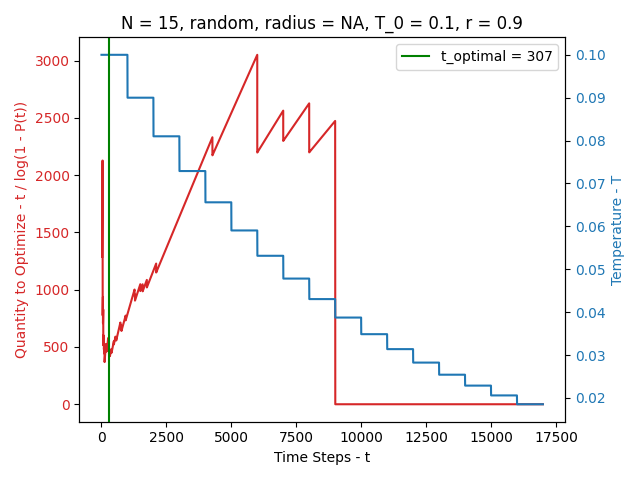 N = 15, random, radius = NA, T_0 = 0.1, r = 0.9
t_optimal = 307
Quantity to Optimize - t / log(1 - P(t))
3000
2500
2000
1500
1000
500
0
0.10
0.09
0.08
0.07
0.06
0.05
0.04
0.03
0.02
Temperature - T
0 2500 5000 7500 10000 12500 15000 17500
Time Steps - t